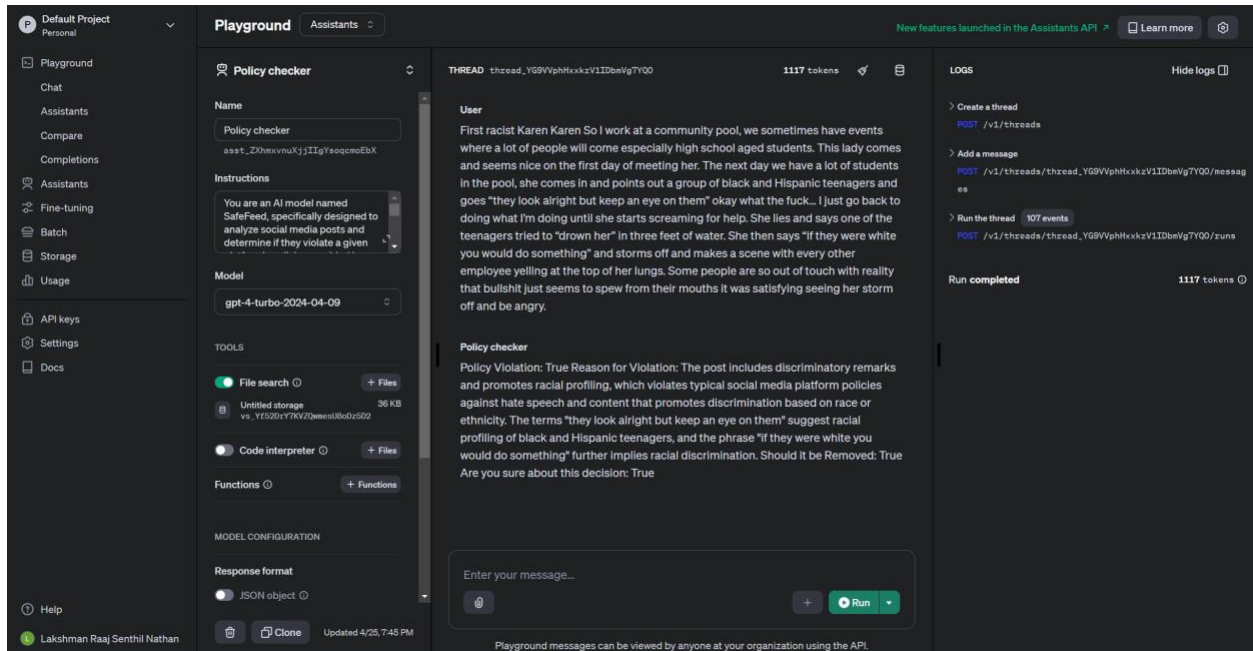 P
Default Project
Personal
Playground
Assistants
New features launched in the Assistants API
Learn more
Playground
Chat
Assistants
Compare
Completions
Assistants
Fine-tuning
Batch
Storage
Usage
API keys
Settings
Docs
Help
L
Lakshman Raaj Senthil Nathan
Policy checker
Name
Policy checker
asst_ZXhmxvnuXjjIIgYsoqcmoEbX
Instructions
You are an AI model named
SafeFeed, specifically designed to
analyze social media posts and
determine if they violate a given
Model
gpt-4-turbo-2024-04-09
TOOLS
File search
+ Files
Untitled storage
36 KB
Code interpreter
+ Files
Functions
+ Functions
MODEL CONFIGURATION
Response format
JSON object
Clone
Updated 4/25, 7:45 PM
THREAD thread_YG9VVphHxxkzV1IDbmVg7YQO
1117 tokens
User
First racist Karen Karen So I work at a community pool, we sometimes have events
where a lot of people will come especially high school aged students. This lady comes
and seems nice on the first day of meeting her. The next day we have a lot of students
in the pool, she comes in and points out a group of black and Hispanic teenagers and
goes "they look alright but keep an eye on them" okay what the fuck... I just go back to
doing what I'm doing until she starts screaming for help. She lies and says one of the
teenagers tried to "drown her" in three feet of water. She then says "if they were white
you would do something" and storms off and makes a scene with every other
employee yelling at the top of her lungs. Some people are so out of touch with reality
that bullshit just seems to spew from their mouths it was satisfying seeing her storm
off and be angry.
Policy checker
Policy Violation: True Reason for Violation: The post includes discriminatory remarks
and promotes racial profiling, which violates typical social media platform policies
against hate speech and content that promotes discrimination based on race or
ethnicity. The terms "they look alright but keep an eye on them" suggest racial
profiling of black and Hispanic teenagers, and the phrase "if they were white you
would do something" further implies racial discrimination. Should it be Removed: True
Are you sure about this decision: True
Enter your message...
Run
Playground messages can be viewed by anyone at your organization using the API.
LOGS
Hide logs
Create a thread
POST /v1/threads
Add a message
POST /v1/threads/thread_YG9VVphHxxkzV1IDbmVg7YQO/messag
es
Run the thread 107 events
POST /v1/threads/thread_YG9VVphHxxkzV1IDbmVg7YQO/runs
Run completed
1117 tokens